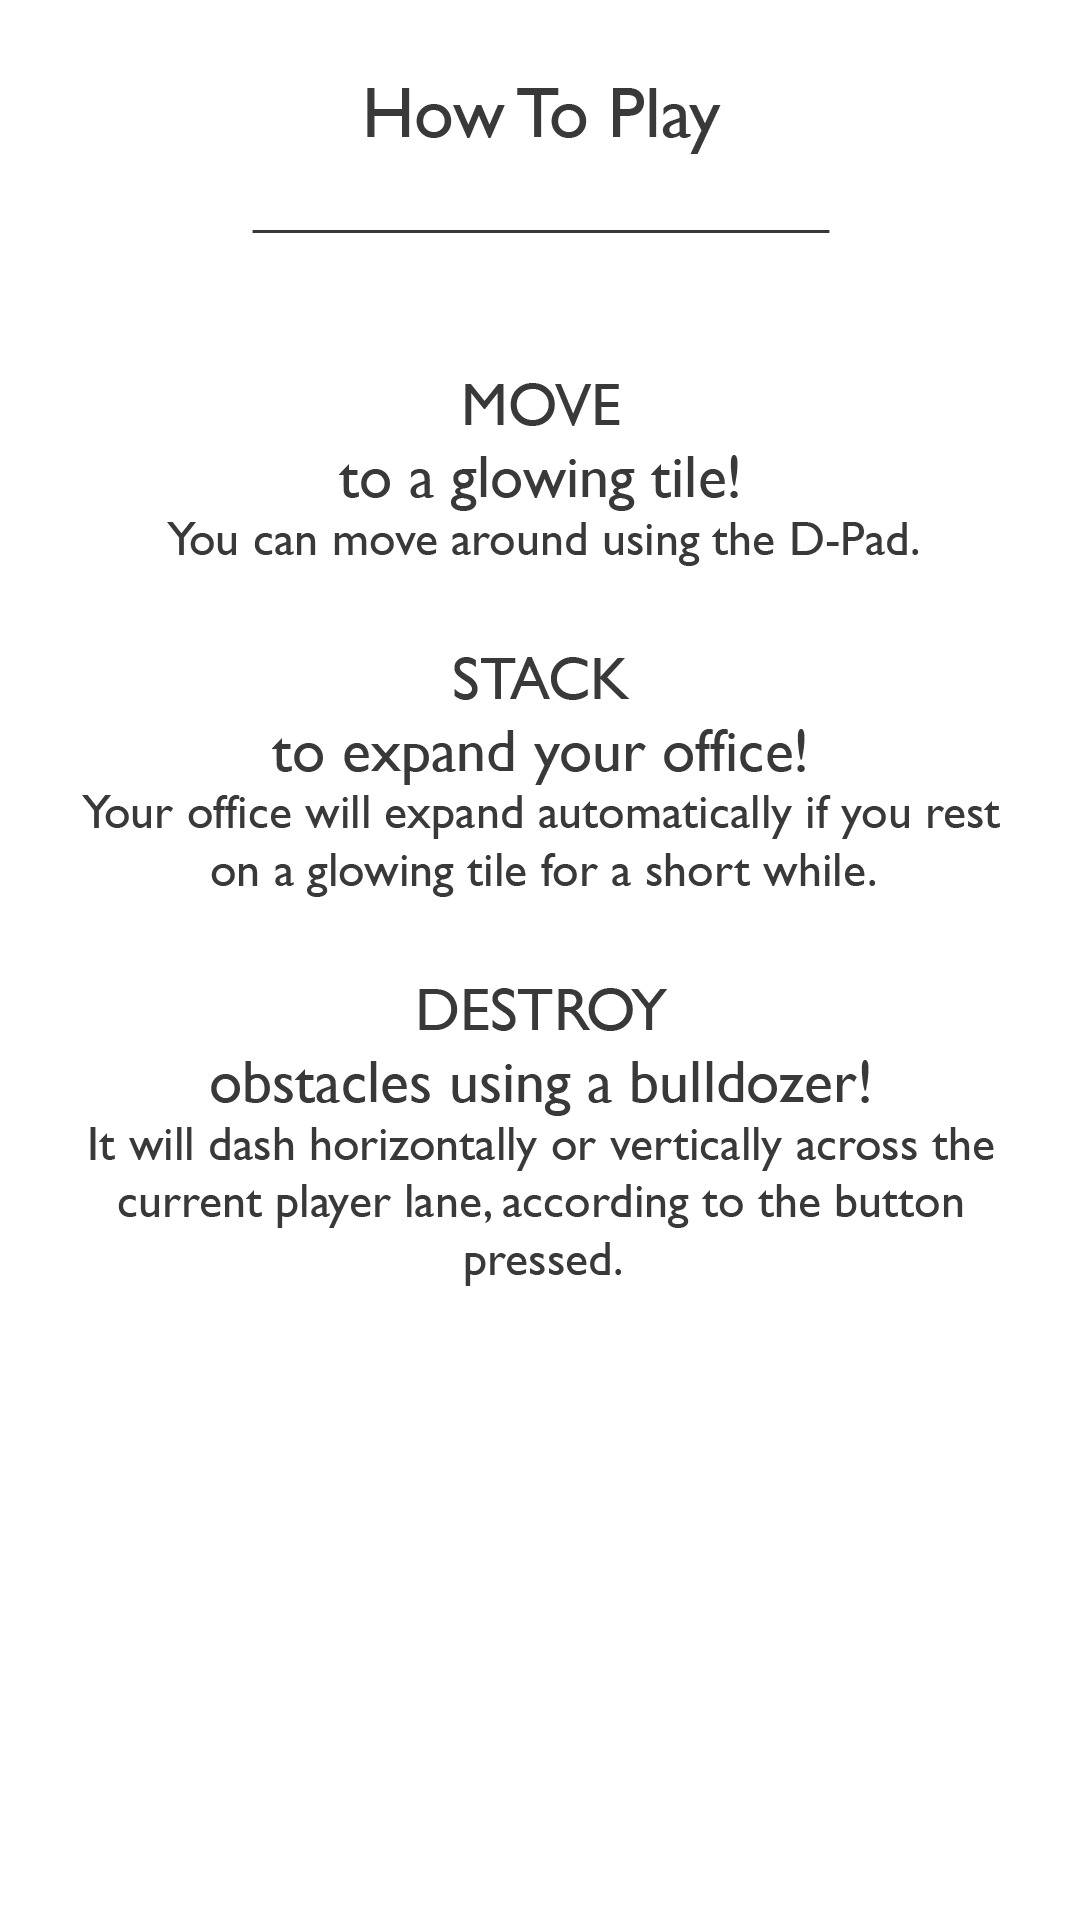 How To Play
MOVE
to a glowing tile!
You can move around using the D-Pad.
STACK
to expand your office!
Your office will expand automatically if you rest
on a glowing tile for a short while.
DESTROY
obstacles using a bulldozer!
It will dash horizontally or vertically across the
current player lane, according to the button
pressed.